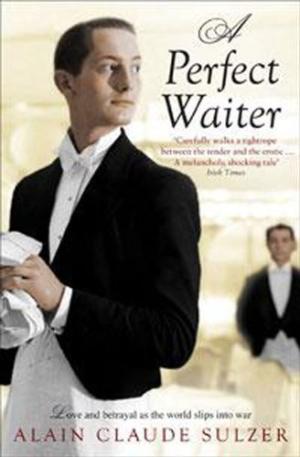 A
Perfect
Waiter
'Carefully walks a tightrope
between the tender and the erotic ...
A melancholy, shocking tale'
Irish Times
Love and betrayal as the world slips into war
ALAIN CLAUDE SULZER